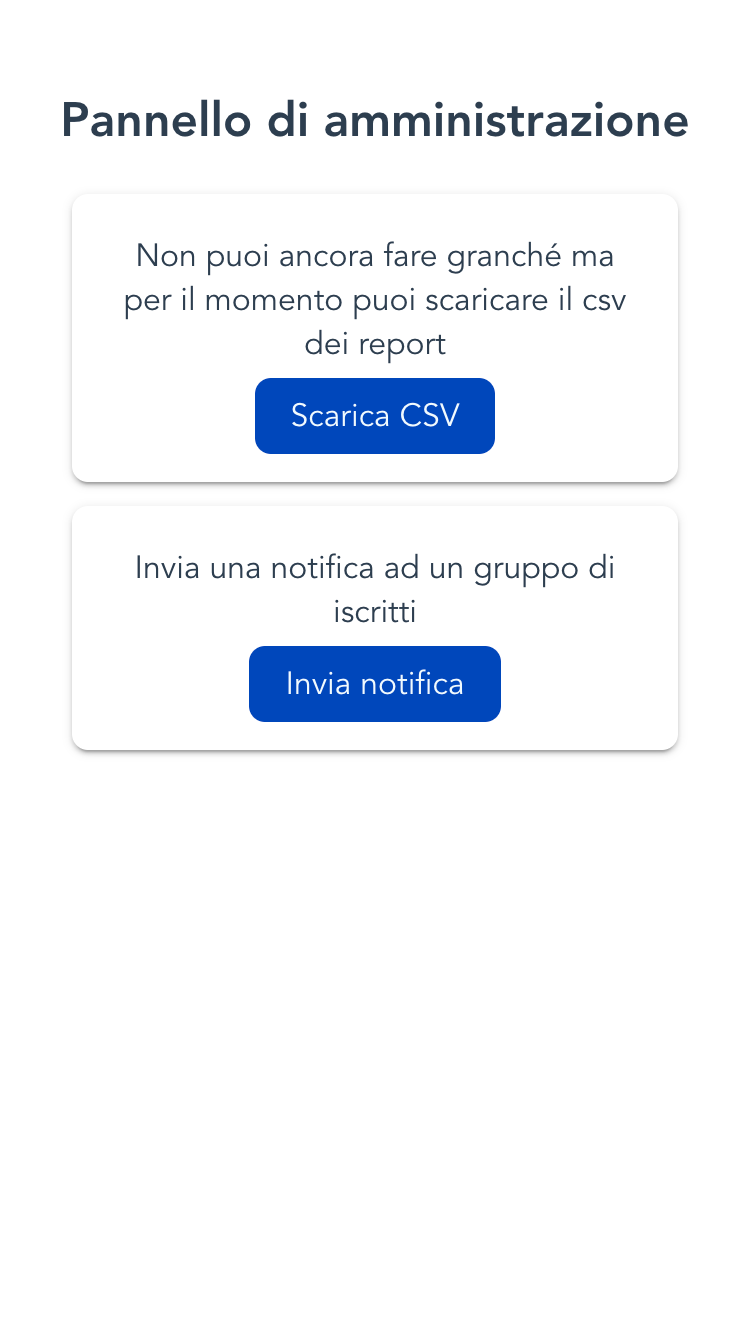 Pannello di amministrazione
Non puoi ancora fare granché ma
per il momento puoi scaricare il csv
dei report
Scarica CSV
Invia una notifica ad un gruppo di
iscritti
Invia notifica